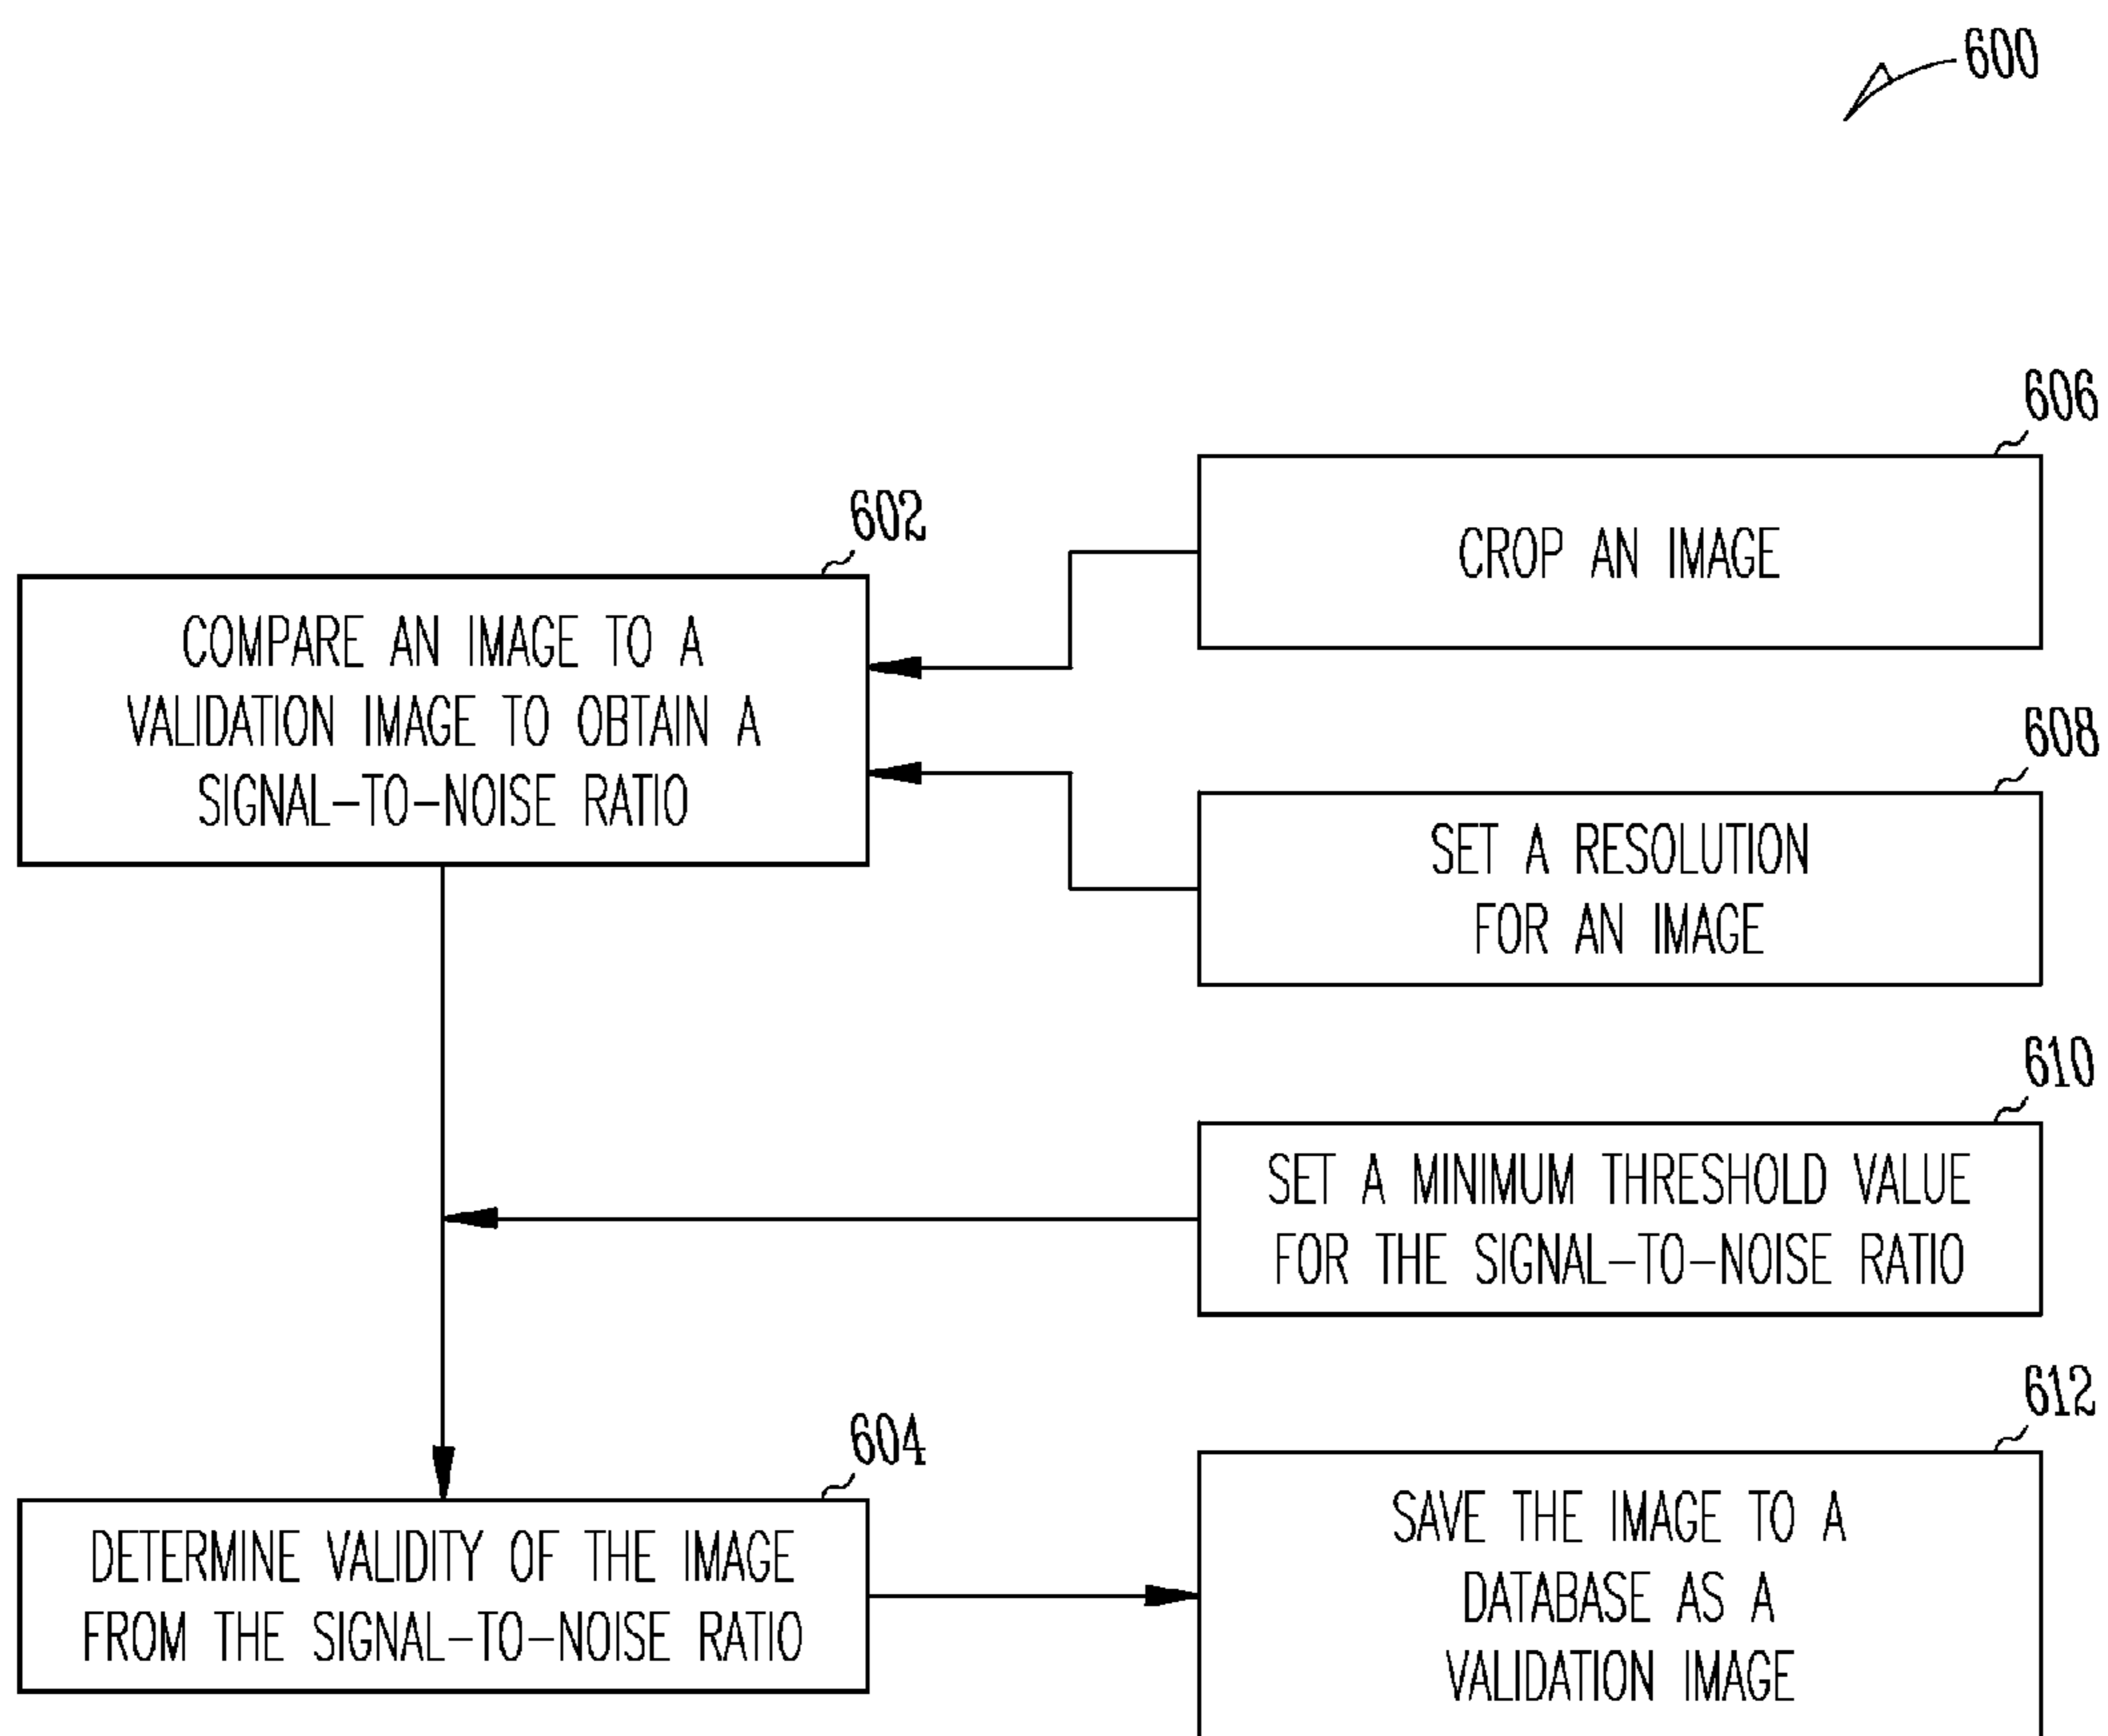 600
606
CROP AN IMAGE
602
COMPARE AN IMAGE TO A
VALIDATION IMAGE TO OBTAIN A
SIGNAL-TO-NOISE RATIO
608
SET A RESOLUTION
FOR AN IMAGE
610
SET A MINIMUM THRESHOLD VALUE
FOR THE SIGNAL-TO-NOISE RATIO
604
DETERMINE VALIDITY OF THE IMAGE
FROM THE SIGNAL-TO-NOISE RATIO
612
SAVE THE IMAGE TO A
DATABASE AS A
VALIDATION IMAGE